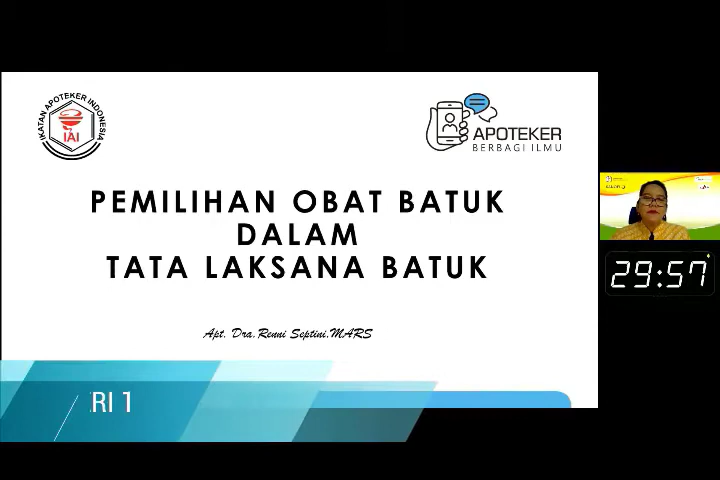 IKATAN APOTEKER INDONESIA
IAI
APOTEKER
BERBAGI ILMU
PEMILIHAN OBAT BATUK
DALAM
TATA LAKSANA BATUK
Apt. Dra.Renni Septini.MARS
RI 1
29:57